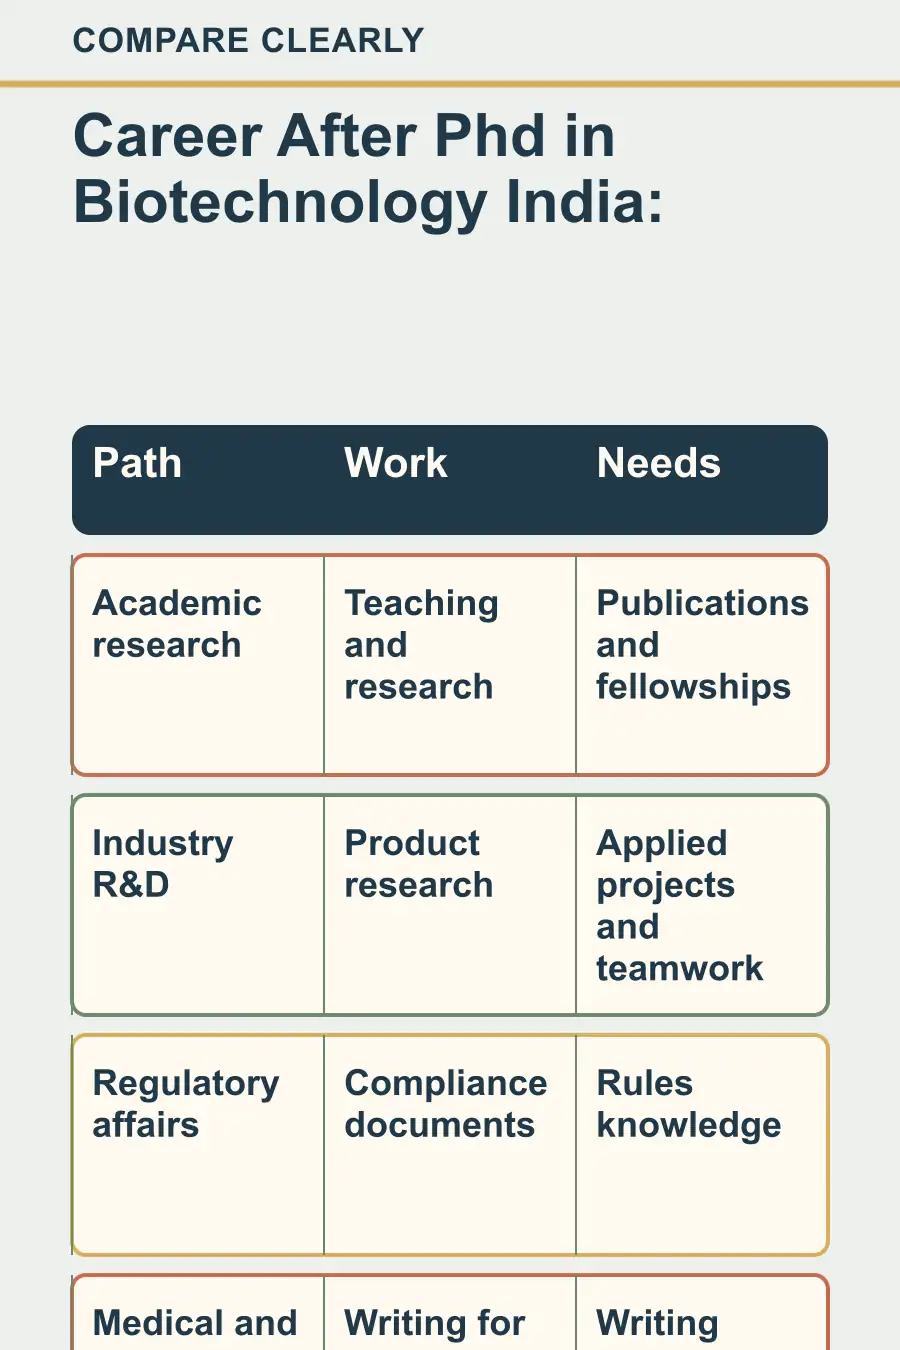 COMPARE CLEARLY
Career After Phd in
Biotechnology India:
Path Work Needs
Academic
research
Teaching
and
research
Publications
and
fellowships
Industry
R&D
Product
research
Applied
projects
and
teamwork
Regulatory
affairs
Compliance
documents
Rules
knowledge
Medical and
Writing for
Writing